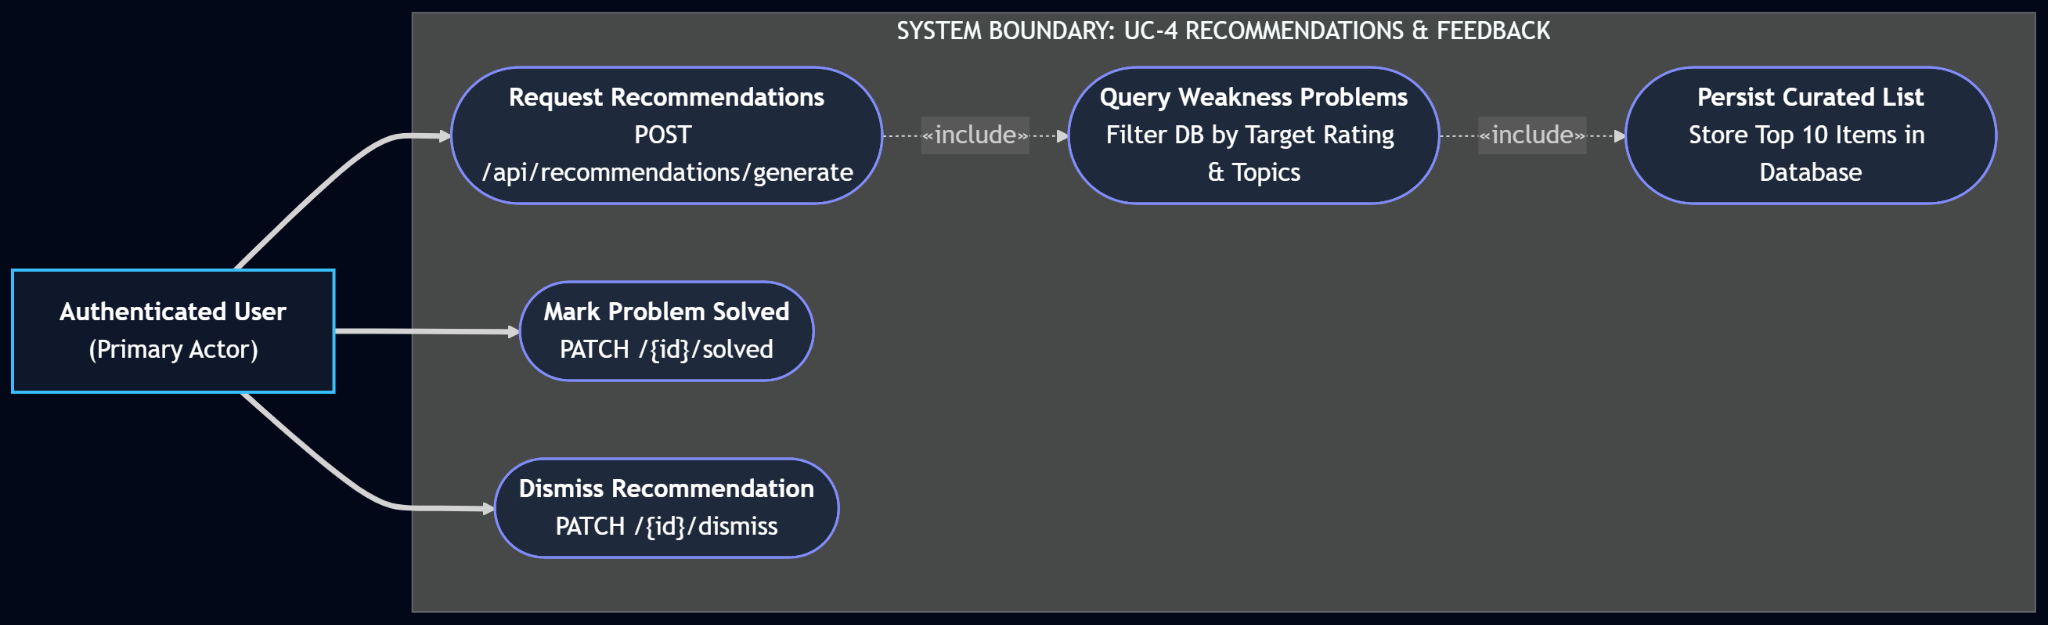 SYSTEM BOUNDARY: UC-4 RECOMMENDATIONS & FEEDBACK
Request Recommendations
POST
/api/recommendations/generate
«include»
Query Weakness Problems
Filter DB by Target Rating
& Topics
«include»
Persist Curated List
Store Top 10 Items in
Database
Authenticated User
(Primary Actor)
Mark Problem Solved
PATCH /{id}/solved
Dismiss Recommendation
PATCH /{id}/dismiss